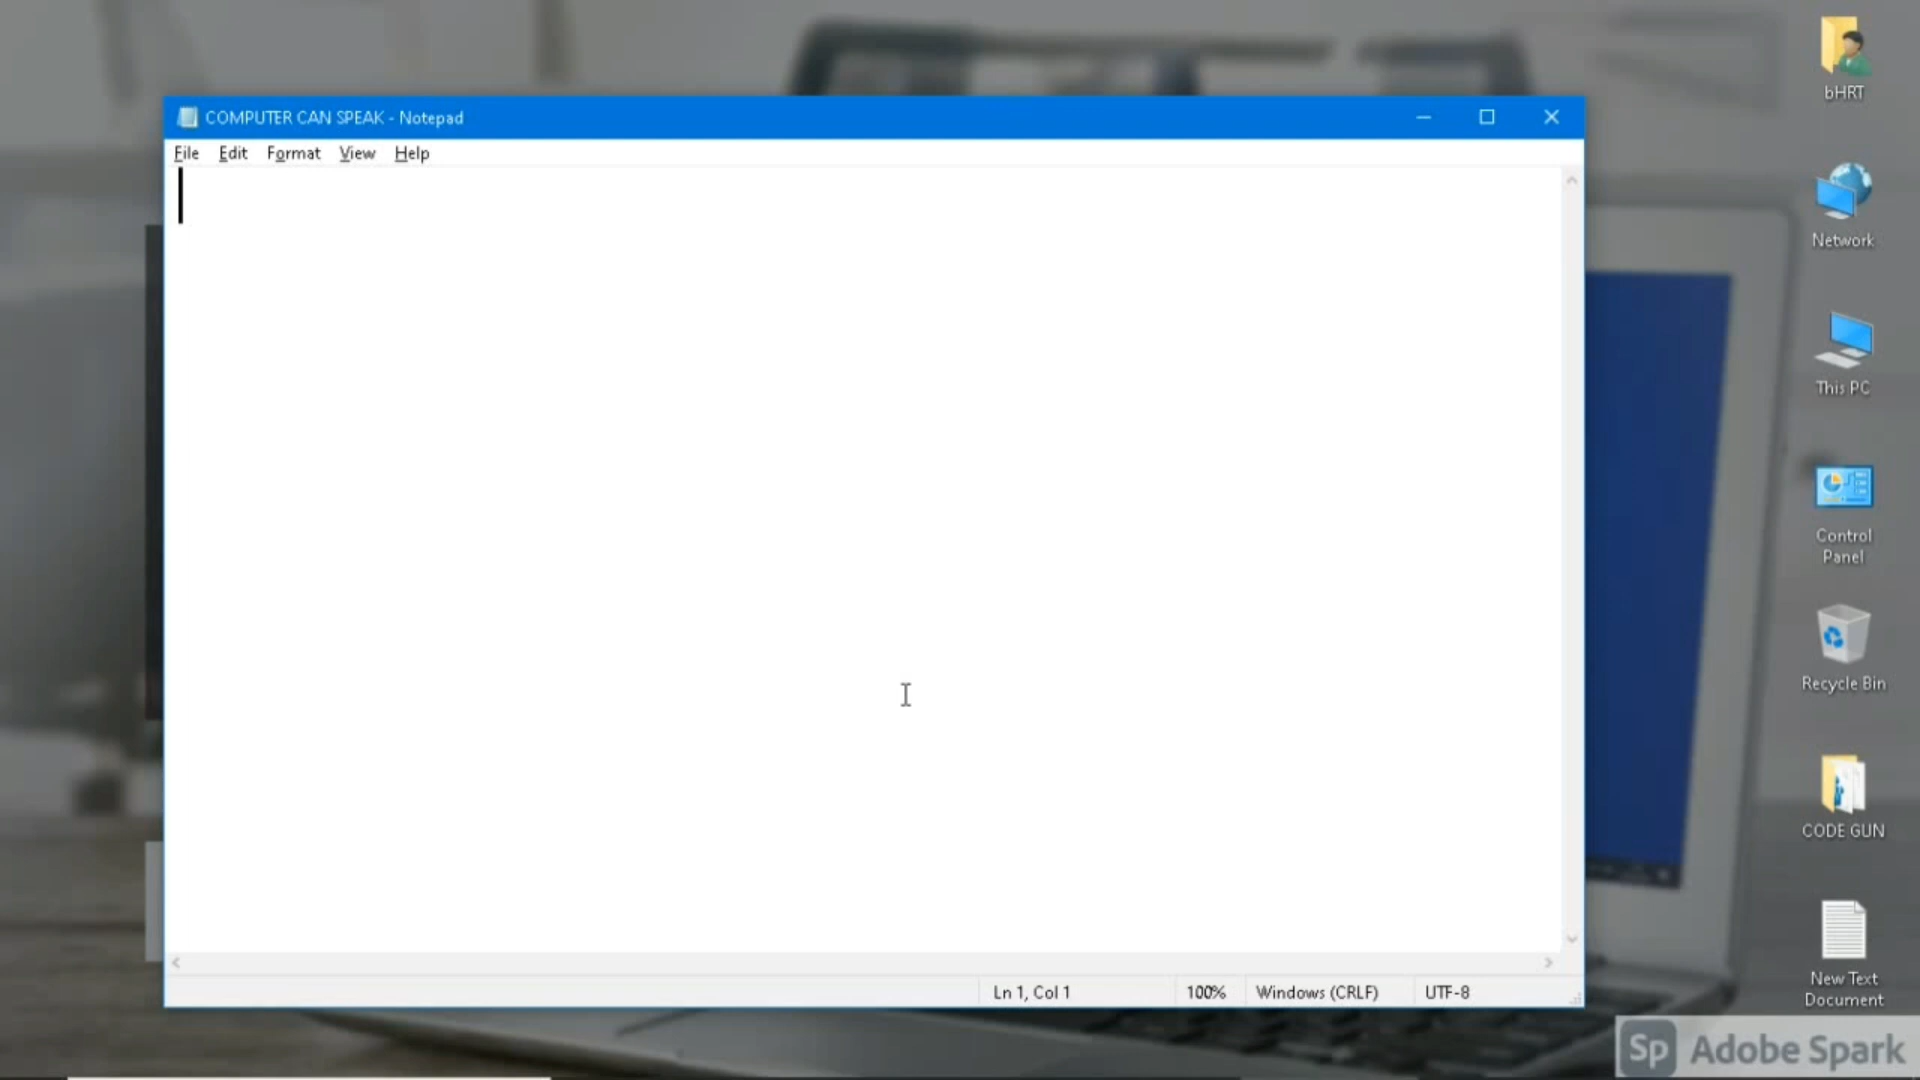 COMPUTER CAN SPEAK - Notepad
File Edit Format View Help
Ln 1, Col 1 100% Windows (CRLF) UTF-8
bHRT
Network
This PC
Control
Panel
Recycle Bin
CODE GUN
New Text
Document
Sp Adobe Spark